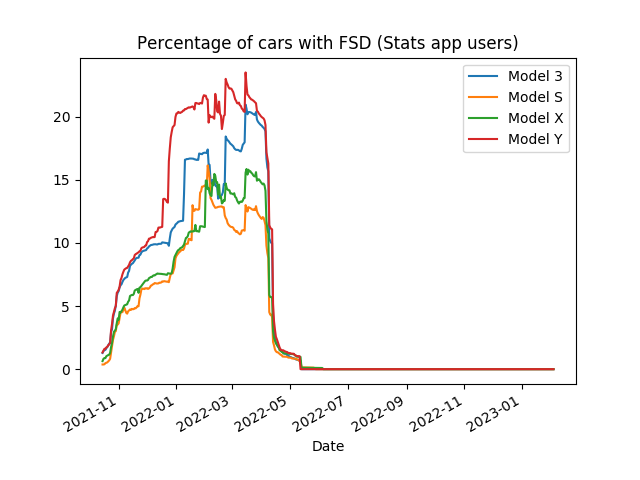 Percentage of cars with FSD (Stats app users)
Model 3
Model S
Model X
Model Y
20
15
10
5
0
2021-11
2022-01
2022-03
2022-05
2022-07
2022-09
2022-11
2023-01
Date